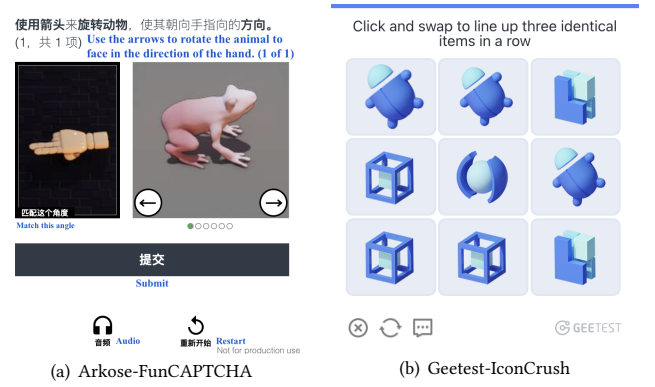 使用箭头来旋转动物，使其朝向手指向的方向。
(1，共 1 项) Use the arrows to rotate the animal to
face in the direction of the hand. (1 of 1)
匹配这个角度
Match this angle
提交
Submit
音频 Audio
重新开始 Restart
Not for production use
(a) Arkose-FunCAPTCHA
Click and swap to line up three identical
items in a row
GEETEST
(b) Geetest-IconCrush